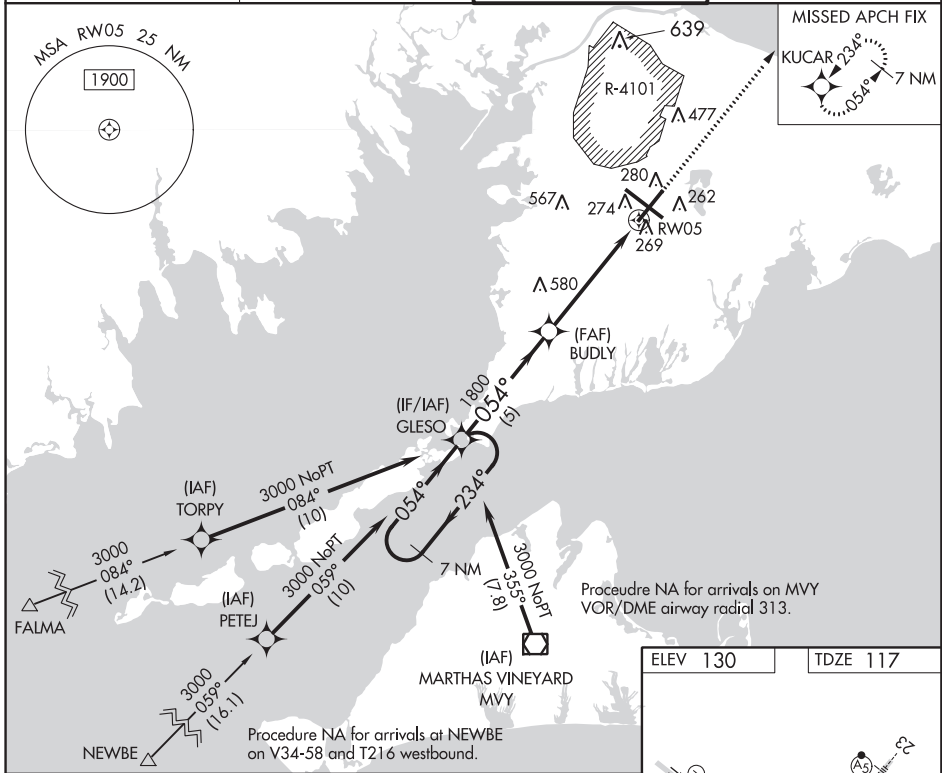 MSA RW05 25 NM
1900
639
R-4101
477
MISSED APCH FIX
KUCAR
234°
054°
7 NM
280
567
274
262
RW05
269
580
(FAF)
BUDLY
1800
054°
(5)
(IF/IAF)
GLESO
3000 NoPT
084°
(10)
(IAF)
TORPY
3000
084°
(14.2)
FALMA
054°
234°
7 NM
3000 NoPT
059°
(10)
(IAF)
PETEJ
3000
059°
(16.1)
NEWBE
3000 NoPT
355°
(7.8)
(IAF)
MARTHAS VINEYARD
MVY
Proceudre NA for arrivals on MVY
VOR/DME airway radial 313.
Procedure NA for arrivals at NEWBE
on V34-58 and T216 westbound.
ELEV 130
TDZE 117
A5
23